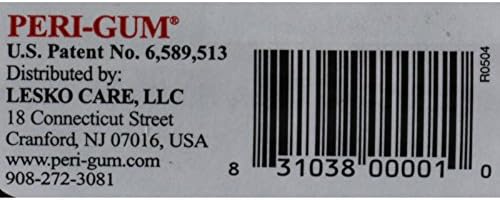 PERI-GUM®
U.S. Patent No. 6,589,513
Distributed by:
LESKO CARE, LLC
18 Connecticut Street
Cranford, NJ 07016, USA
www.peri-gum.com
908-272-3081
8 31038 00001 0
R0504